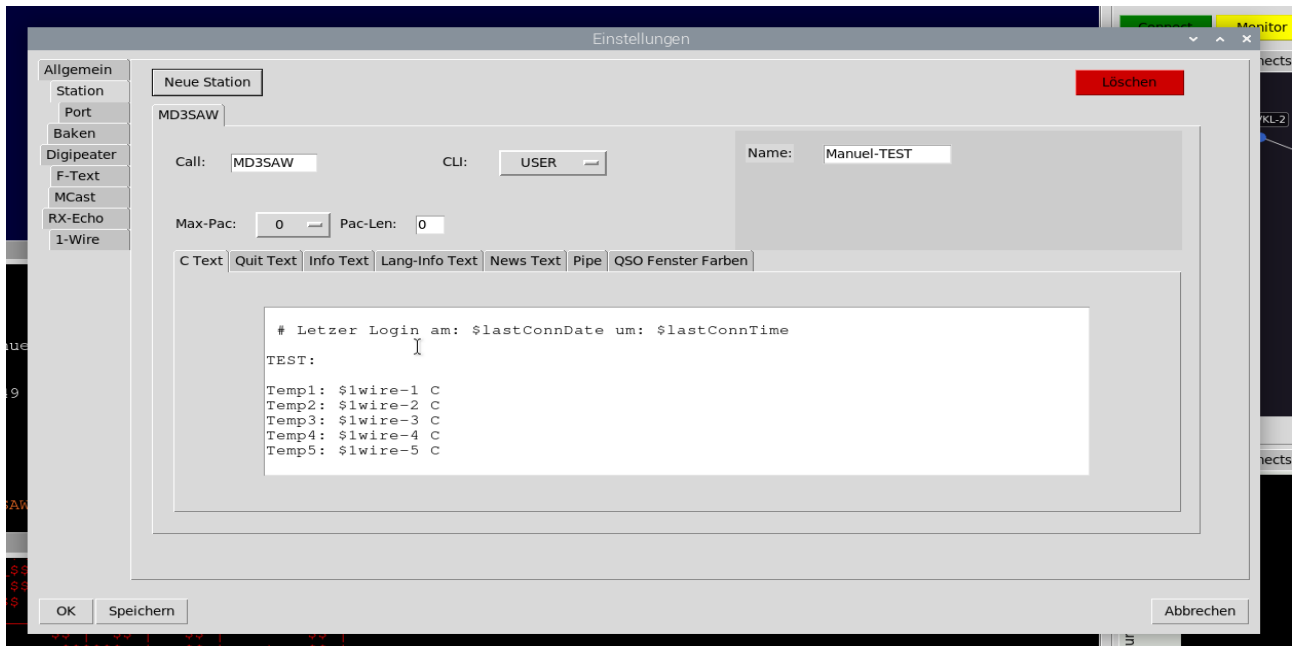 Connect Monitor
Einstellungen
Allgemein
Station
Port
Baken
Digipeater
F-Text
MCast
RX-Echo
1-Wire
Neue Station
Löschen
MD3SAW
Call: MD3SAW
CLI: USER
Name: Manuel-TEST
Max-Pac: 0 Pac-Len: 0
C Text Quit Text Info Text Lang-Info Text News Text Pipe QSO Fenster Farben
# Letzer Login am: $lastConnDate um: $lastConnTime
TEST:
Temp1: $1wire-1 C
Temp2: $1wire-2 C
Temp3: $1wire-3 C
Temp4: $1wire-4 C
Temp5: $1wire-5 C
OK Speichern Abbrechen